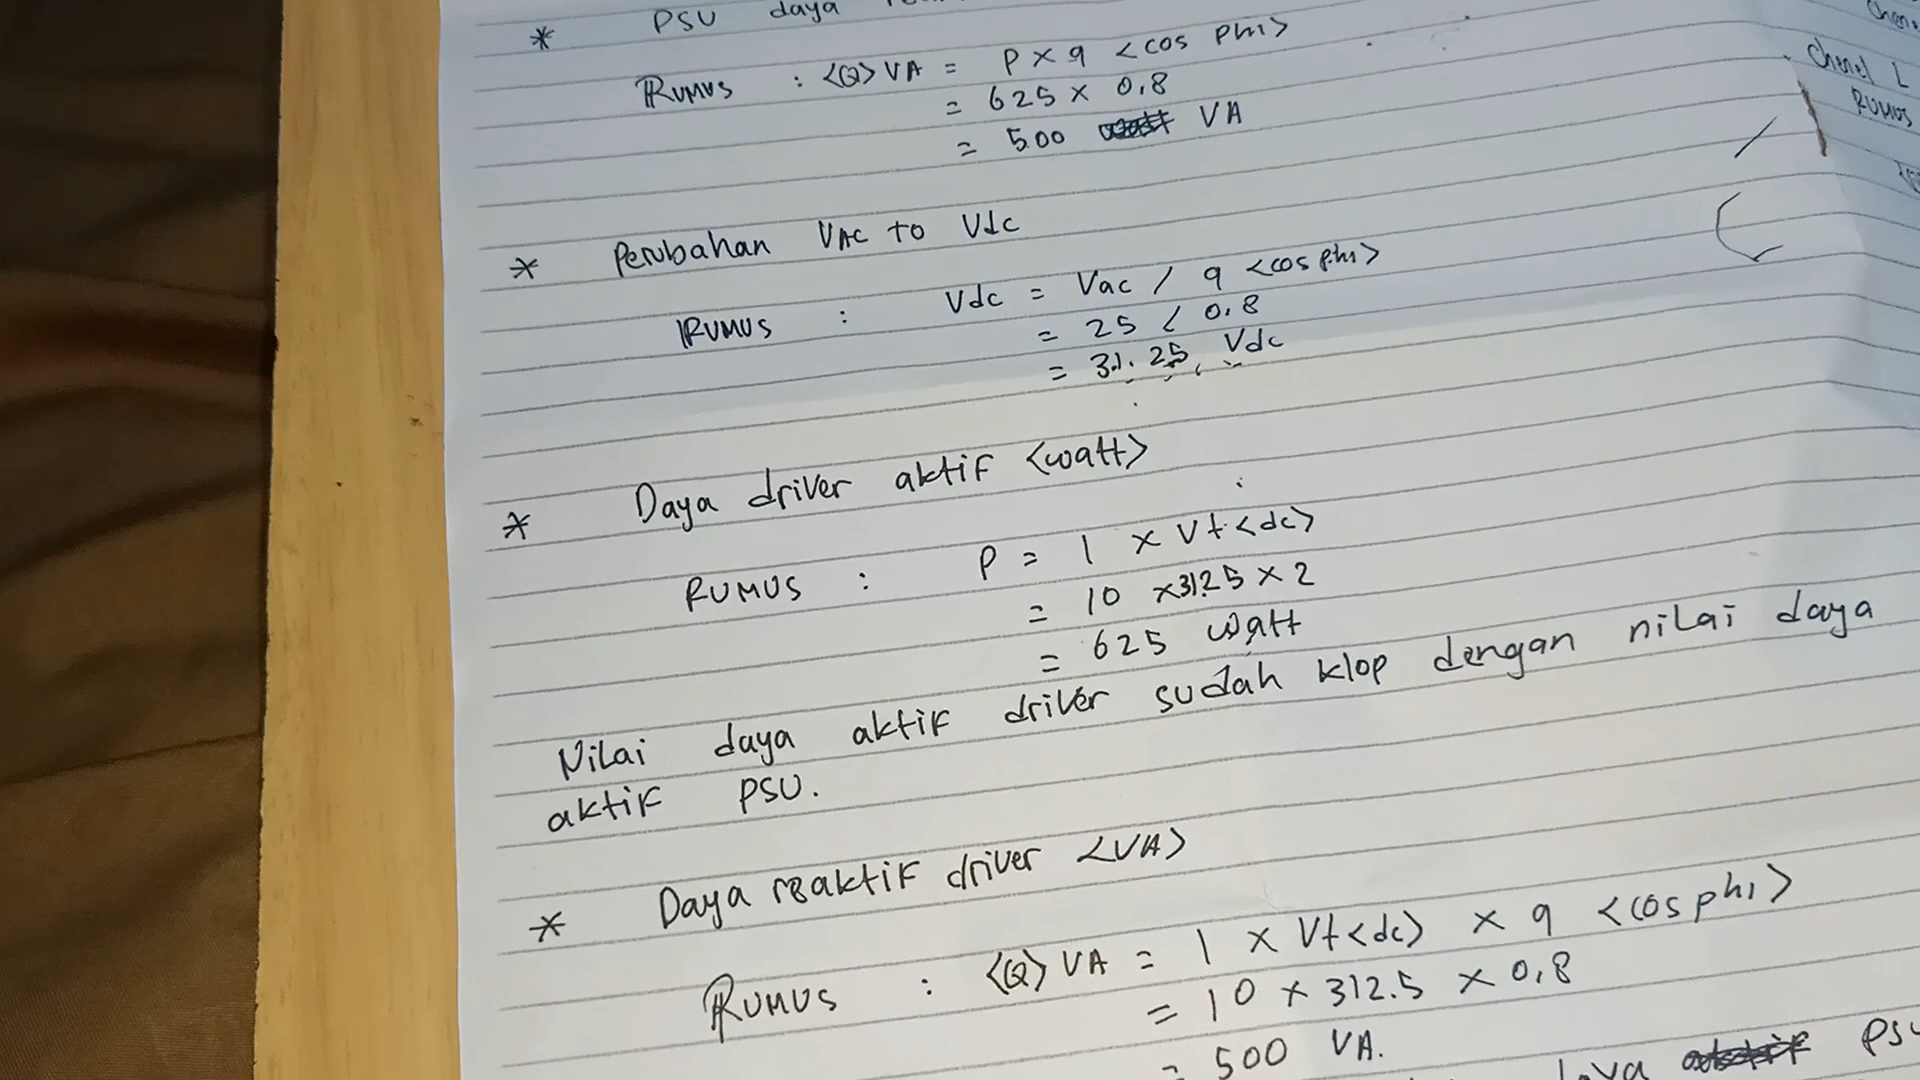 * PSU daya
RUMUS : <Q> VA = P x q <cos phi>
= 625 x 0,8
= 500 VA
* Perubahan VAC to Vdc
RUMUS : Vdc = Vac / q <cos phi>
= 25 / 0,8
= 31.25 Vdc
* Daya driver aktif <watt>
RUMUS : P = I x Vt <dc>
= 10 x 31.25 x 2
= 625 watt
Nilai daya aktif driver sudah klop dengan nilai daya
aktif PSU.
* Daya reaktif driver <VA>
RUMUS : <Q> VA = I x Vt <dc> x q <cos phi>
= 10 x 312.5 x 0,8
= 500 VA.
PSU
Chanel L
RUMUS